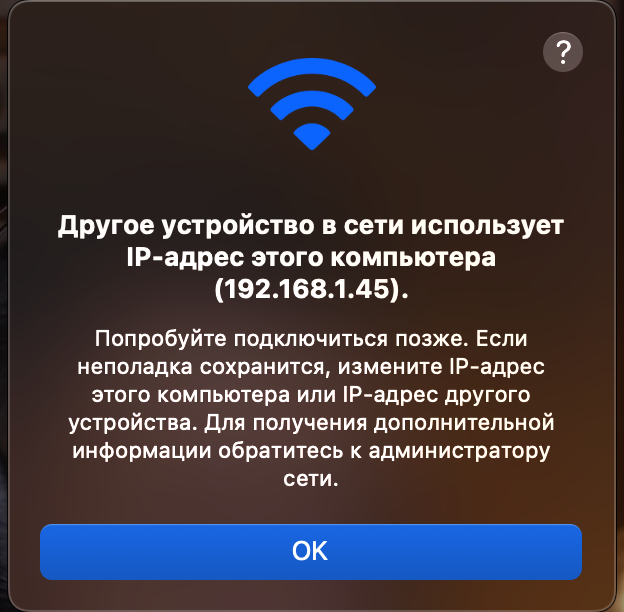 ?
Другое устройство в сети использует
IP-адрес этого компьютера
(192.168.1.45).
Попробуйте подключиться позже. Если
неполадка сохранится, измените IP-адрес
этого компьютера или IP-адрес другого
устройства. Для получения дополнительной
информации обратитесь к администратору
сети.
OK